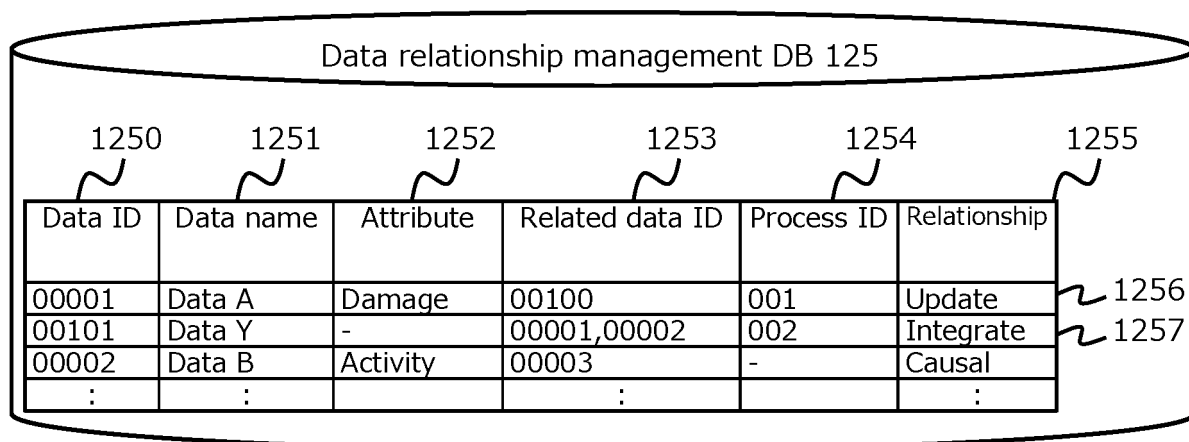 Data relationship management DB 125
1250 1251 1252 1253 1254 1255
Data ID Data name Attribute Related data ID Process ID Relationship
00001 Data A Damage 00100 001 Update 1256
00101 Data Y - 00001,00002 002 Integrate 1257
00002 Data B Activity 00003 - Causal
: : : : : :